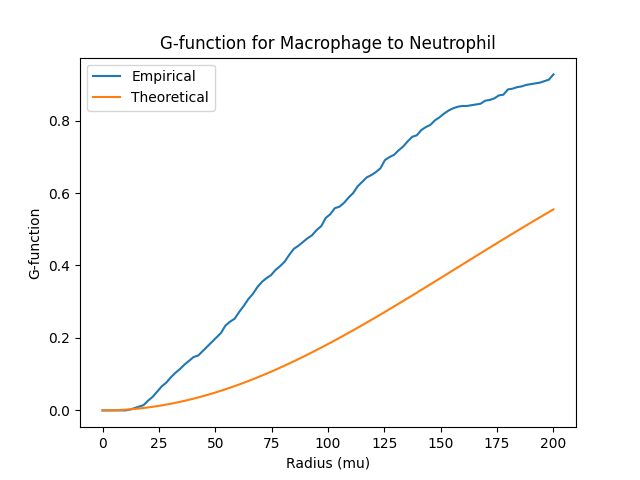 G-function for Macrophage to Neutrophil
Empirical
Theoretical
G-function
0.8
0.6
0.4
0.2
0.0
0 25 50 75 100 125 150 175 200
Radius (mu)